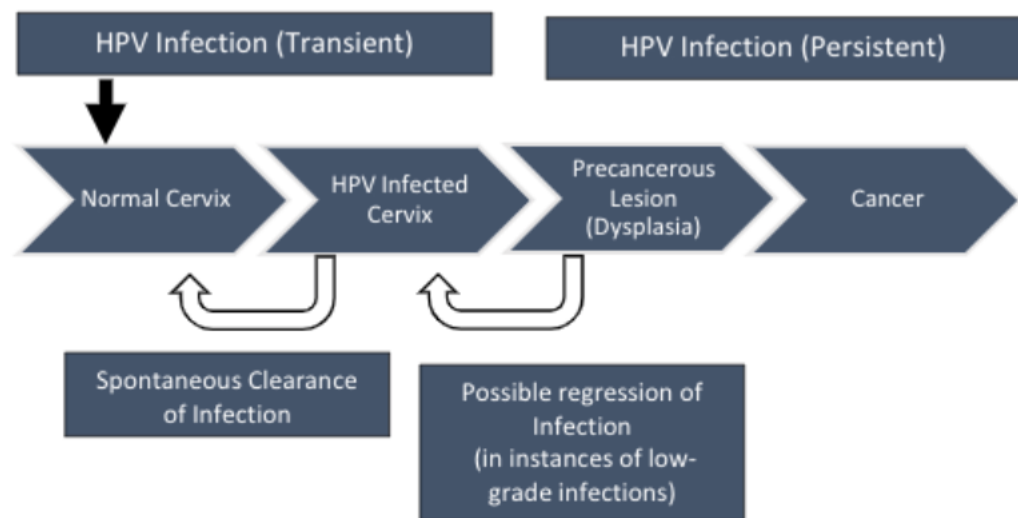 HPV Infection (Transient)
HPV Infection (Persistent)
Normal Cervix
HPV Infected
Cervix
Precancerous
Lesion
(Dysplasia)
Cancer
Spontaneous Clearance
of Infection
Possible regression of
Infection
(in instances of low-
grade infections)